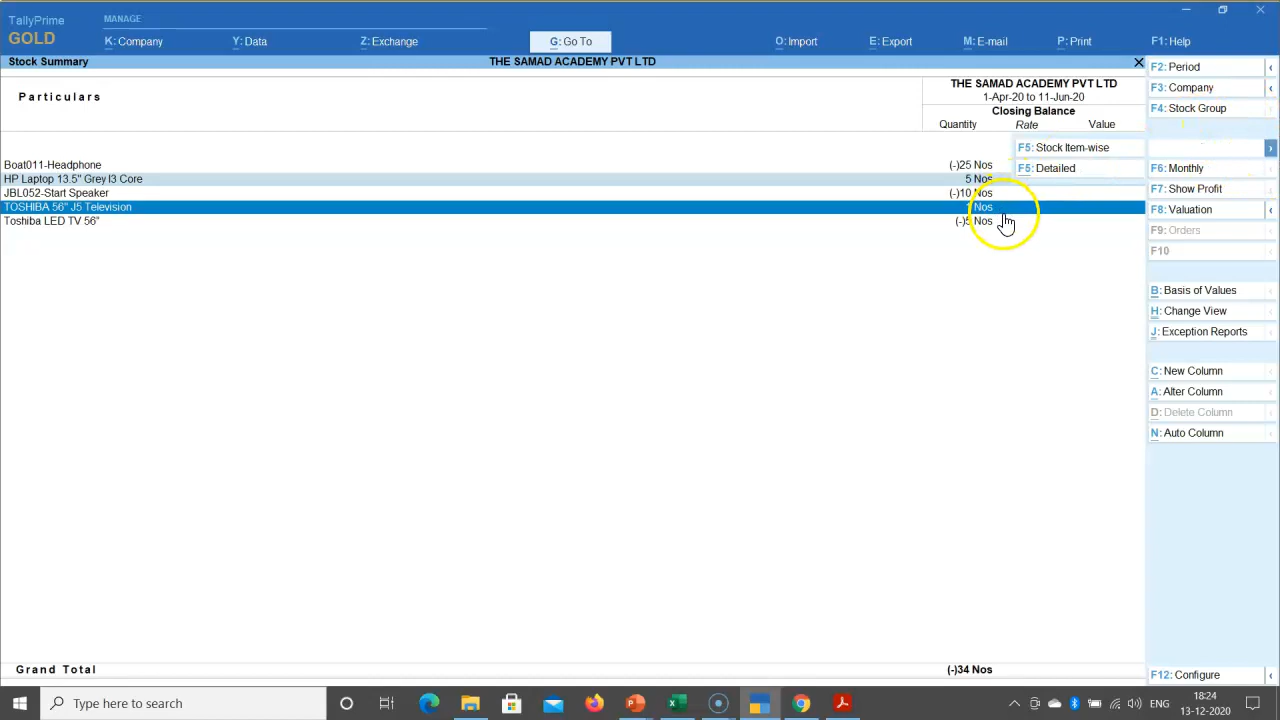 TallyPrime
MANAGE
GOLD
K: Company
Y: Data
Z: Exchange
G: Go To
O: Import
E: Export
M: E-mail
P: Print
F1: Help
Stock Summary
THE SAMAD ACADEMY PVT LTD
F2: Period
Particulars
THE SAMAD ACADEMY PVT LTD
1-Apr-20 to 11-Jun-20
Closing Balance
Quantity Rate Value
F3: Company
F4: Stock Group
F5: Stock Item-wise
F5: Detailed
Boat011-Headphone (-)25 Nos
HP Laptop 13.5" Grey I3 Core 5 Nos
JBL052-Start Speaker (-)10 Nos
TOSHIBA 56" J5 Television Nos
Toshiba LED TV 56" (-)5 Nos
F6: Monthly
F7: Show Profit
F8: Valuation
F9: Orders
F10
B: Basis of Values
H: Change View
J: Exception Reports
C: New Column
A: Alter Column
D: Delete Column
N: Auto Column
Grand Total (-)34 Nos
F12: Configure
Type here to search
ENG
18:24
13-12-2020